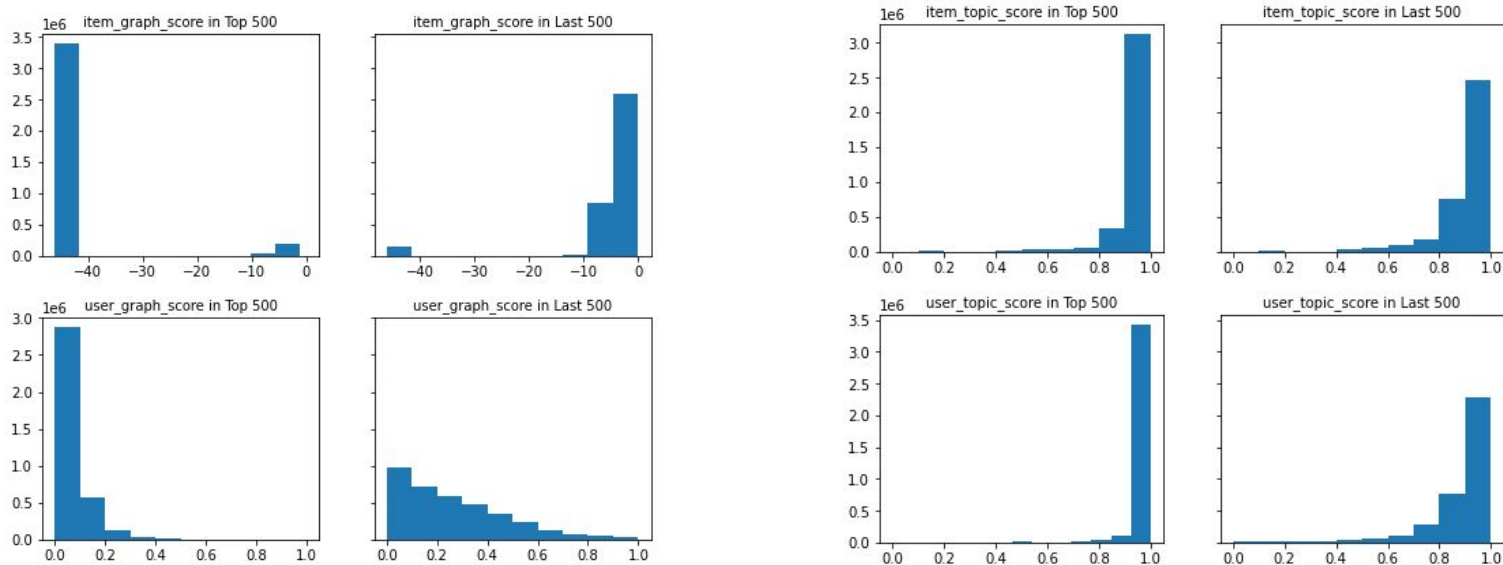 item_graph_score in Top 500
item_graph_score in Last 500
item_topic_score in Top 500
item_topic_score in Last 500
1e6
1e6
3.5
3.0
2.5
2.0
1.5
1.0
0.5
0.0
3.0
2.5
2.0
1.5
1.0
0.5
0.0
−40 −30 −20 −10 0
−40 −30 −20 −10 0
0.0 0.2 0.4 0.6 0.8 1.0
0.0 0.2 0.4 0.6 0.8 1.0
user_graph_score in Top 500
user_graph_score in Last 500
user_topic_score in Top 500
user_topic_score in Last 500
1e6
1e6
3.0
2.5
2.0
1.5
1.0
0.5
0.0
3.5
3.0
2.5
2.0
1.5
1.0
0.5
0.0
0.0 0.2 0.4 0.6 0.8 1.0
0.0 0.2 0.4 0.6 0.8 1.0
0.0 0.2 0.4 0.6 0.8 1.0
0.0 0.2 0.4 0.6 0.8 1.0